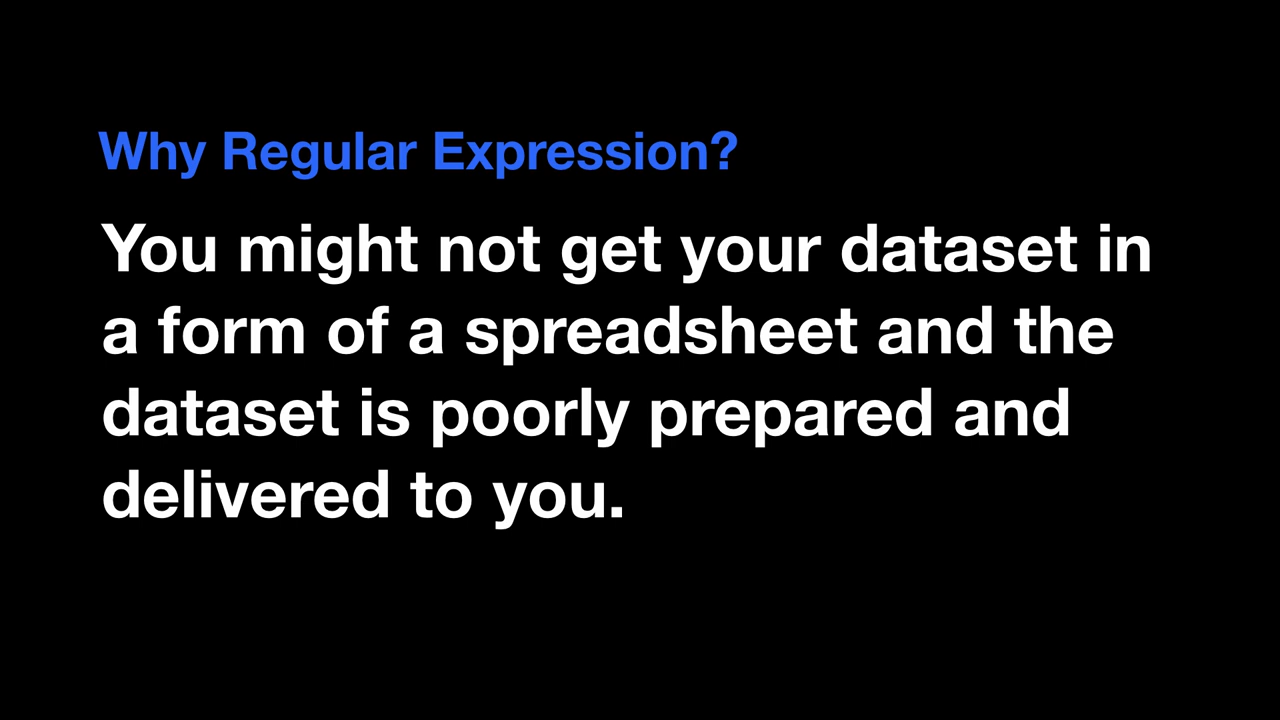 Why Regular Expression?
You might not get your dataset in
a form of a spreadsheet and the
dataset is poorly prepared and
delivered to you.